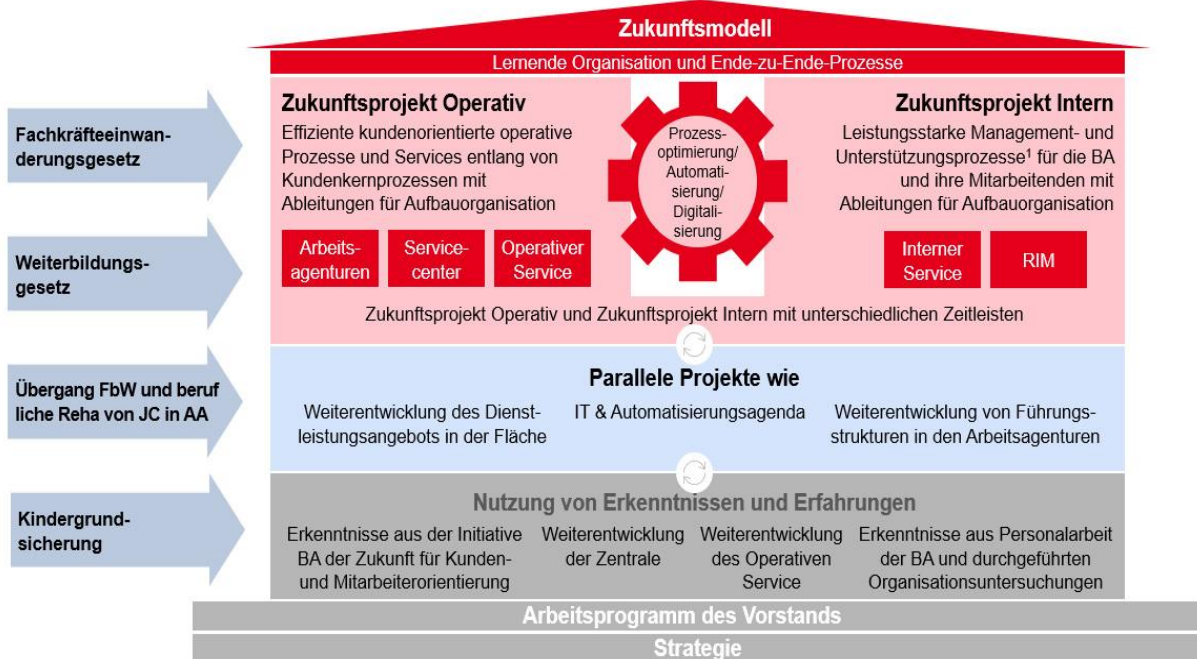 Zukunftsmodell
Lernende Organisation und Ende-zu-Ende-Prozesse
Fachkräfteeinwan-
derungsgesetz
Weiterbildungs-
gesetz
Übergang FbW und beruf
liche Reha von JC in AA
Kindergrund-
sicherung
Zukunftsprojekt Operativ
Effiziente kundenorientierte operative
Prozesse und Services entlang von
Kundenkernprozessen mit
Ableitungen für Aufbauorganisation
Arbeits-
agenturen
Service-
center
Operativer
Service
Prozess-
optimierung/
Automati-
sierung/
Digitali-
sierung
Zukunftsprojekt Intern
Leistungsstarke Management- und
Unterstützungsprozesse¹ für die BA
und ihre Mitarbeitenden mit
Ableitungen für Aufbauorganisation
Interner
Service
RIM
Zukunftsprojekt Operativ und Zukunftsprojekt Intern mit unterschiedlichen Zeitleisten
Parallele Projekte wie
Weiterentwicklung des Dienst-
leistungsangebots in der Fläche
IT & Automatisierungsagenda
Weiterentwicklung von Führungs-
strukturen in den Arbeitsagenturen
Nutzung von Erkenntnissen und Erfahrungen
Erkenntnisse aus der Initiative
BA der Zukunft für Kunden-
und Mitarbeiterorientierung
Weiterentwicklung
der Zentrale
Weiterentwicklung
des Operativen
Service
Erkenntnisse aus Personalarbeit
der BA und durchgeführten
Organisationsuntersuchungen
Arbeitsprogramm des Vorstands
Strategie